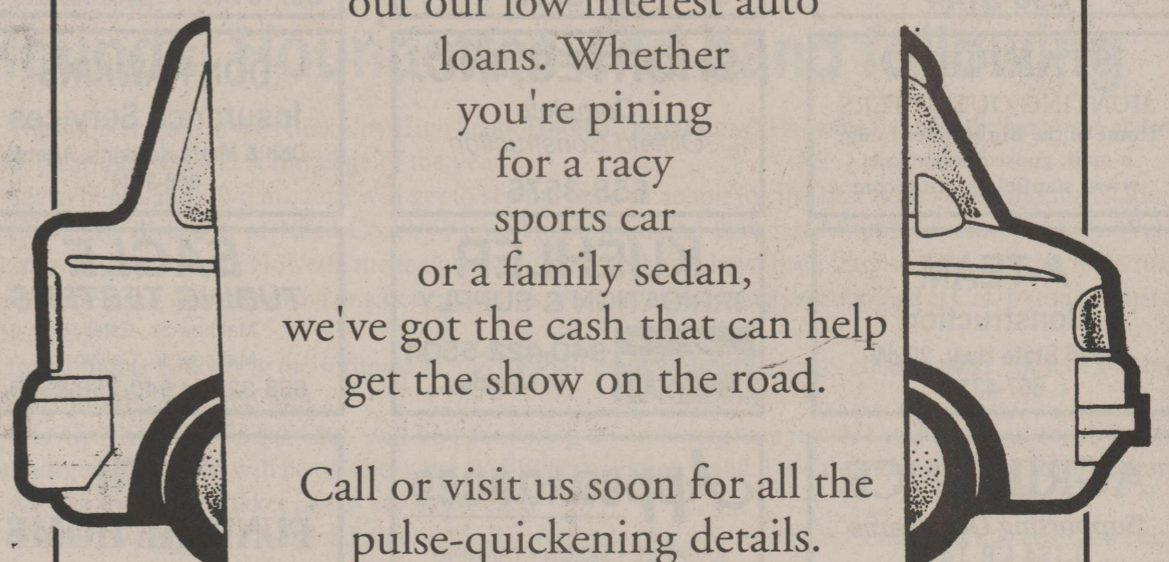 out our low interest auto
loans. Whether
you're pining
for a racy
sports car
or a family sedan,
we've got the cash that can help
get the show on the road.
Call or visit us soon for all the
pulse-quickening details.